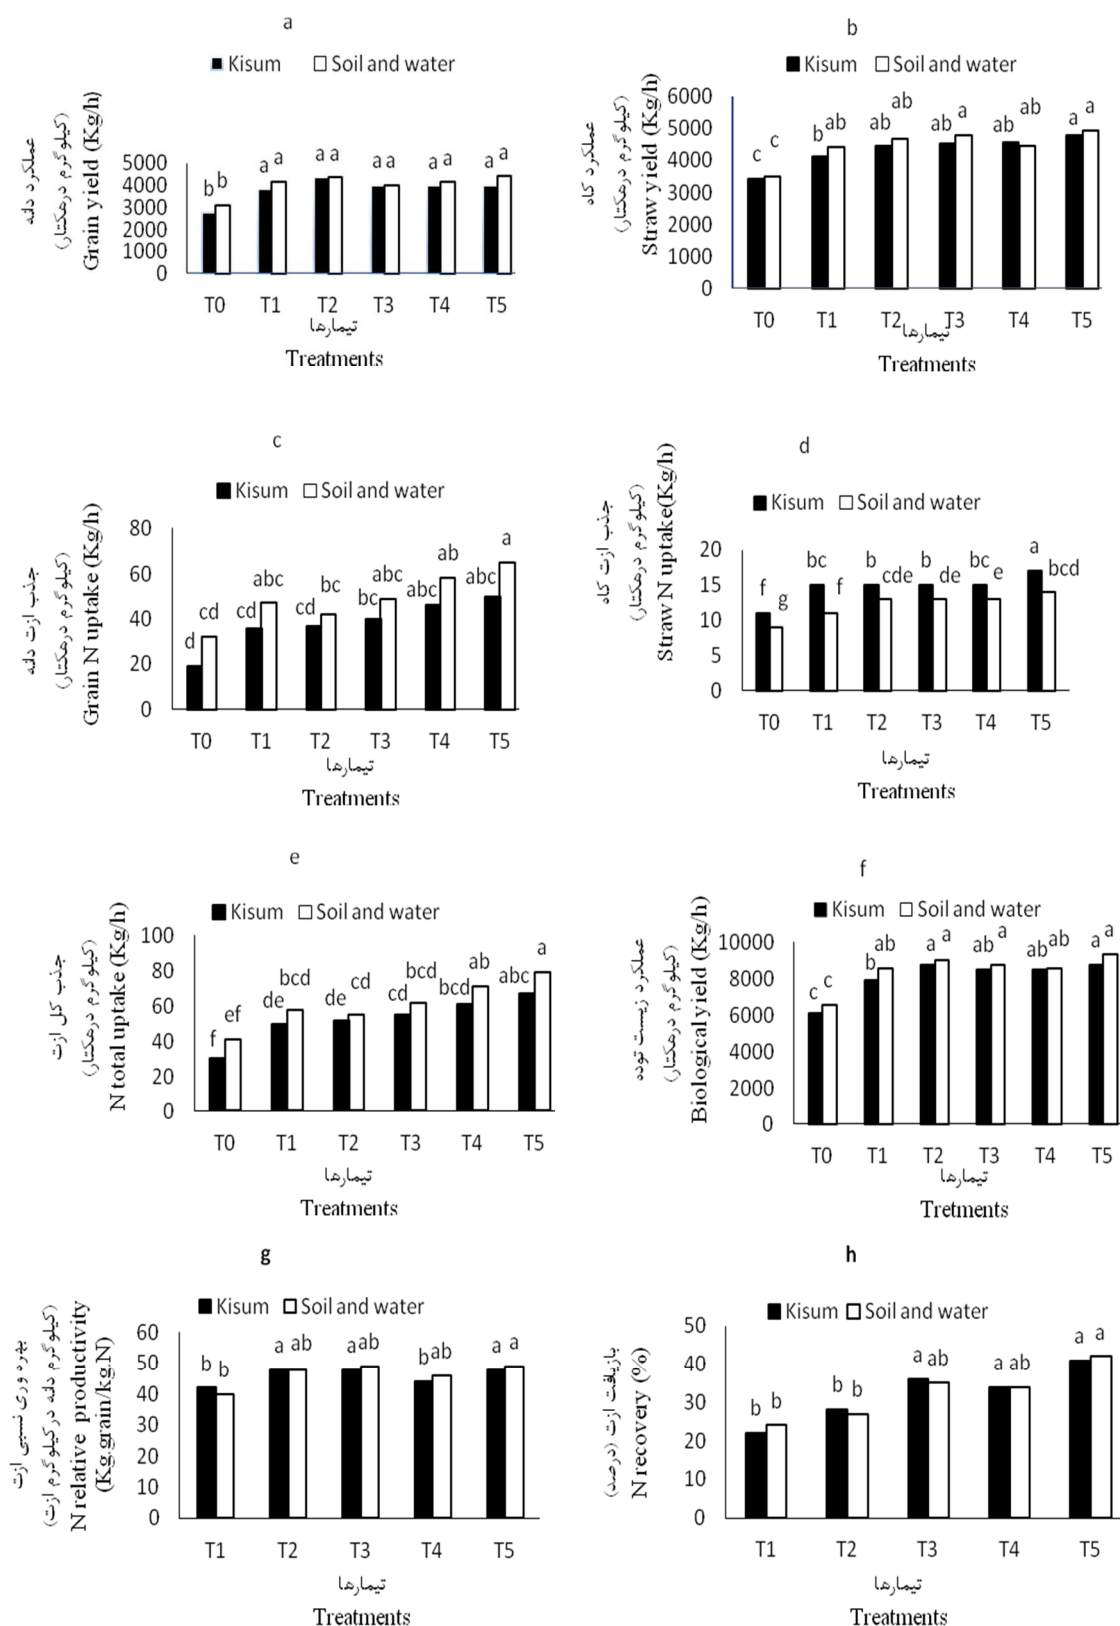 a
Kisum Soil and water
عملکرد دانه
(کیلوگرم درهکتار)
Grain yield (Kg/h)
5000
4000
3000
2000
1000
0
b b a a a a a a a a a a
T0 T1 T2 T3 T4 T5
تیمارها
Treatments
b
Kisum Soil and water
عملکرد کاه
(کیلوگرم درهکتار)
Straw yield (Kg/h)
6000
5000
4000
3000
2000
1000
0
c c b ab ab ab ab a ab ab a a
T0 T1 T2 T3 T4 T5
تیمارها
Treatments
c
Kisum Soil and water
جذب ازت دانه
(کیلوگرم درهکتار)
Grain N uptake (Kg/h)
80
60
40
20
0
d cd cd abc cd bc bc abc abc ab abc a
T0 T1 T2 T3 T4 T5
تیمارها
Treatments
d
Kisum Soil and water
جذب ازت کاه
(کیلوگرم درهکتار)
Straw N uptake(Kg/h)
20
15
10
5
0
f g bc f b cde b de bc e a bcd
T0 T1 T2 T3 T4 T5
تیمارها
Treatments
e
Kisum Soil and water
جذب کل ازت
(کیلوگرم درهکتار)
N total uptake (Kg/h)
100
80
60
40
20
0
f ef de bcd de cd cd bcd bcd ab abc a
T0 T1 T2 T3 T4 T5
تیمارها
Treatments
f
Kisum Soil and water
عملکرد زیست توده
(کیلوگرم درهکتار)
Biological yield (Kg/h)
10000
8000
6000
4000
2000
0
c c b ab a a ab a ab ab a a
T0 T1 T2 T3 T4 T5
تیمارها
Tretments
g
Kisum Soil and water
بهره وری نسبی ازت
(کیلوگرم دانه در کیلوگرم ازت)
N relative productivity
(Kg.grain/kg.N)
60
50
40
30
20
10
0
b b a ab a ab b ab a a
T1 T2 T3 T4 T5
تیمارها
Treatments
h
Kisum Soil and water
بازیافت ازت (درصد)
N recovery (%)
50
40
30
20
10
0
b b b b a ab a ab a a
T1 T2 T3 T4 T5
تیمارها
Treatments